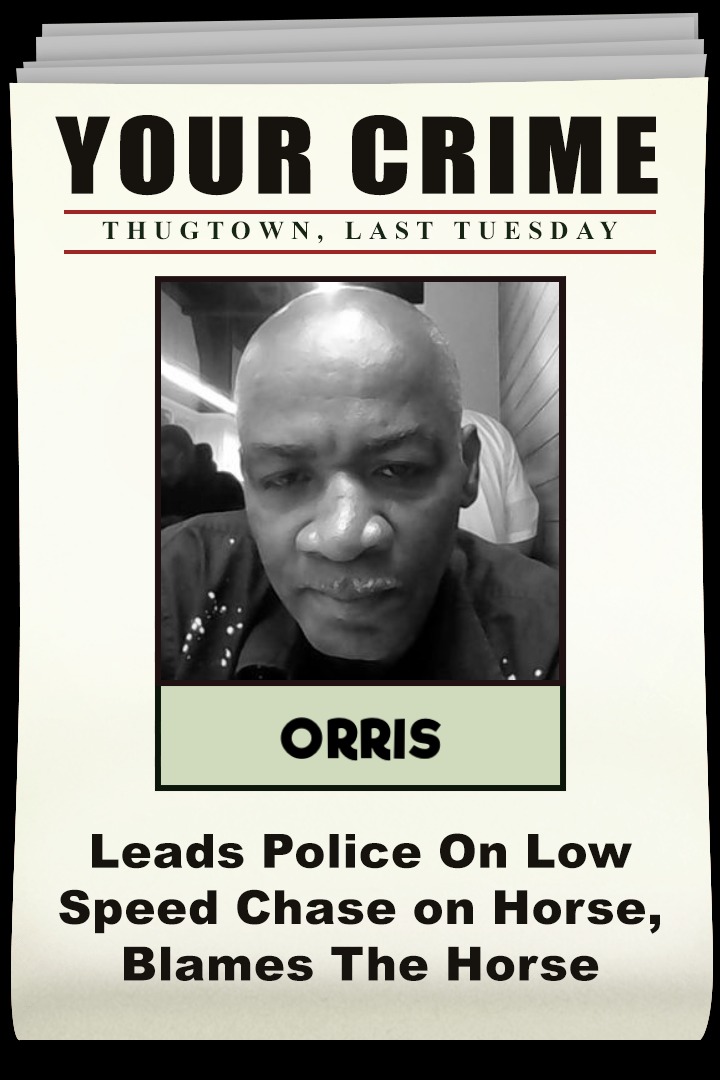 YOUR CRIME
THUGTOWN, LAST TUESDAY
ORRIS
Leads Police On Low
Speed Chase on Horse,
Blames The Horse